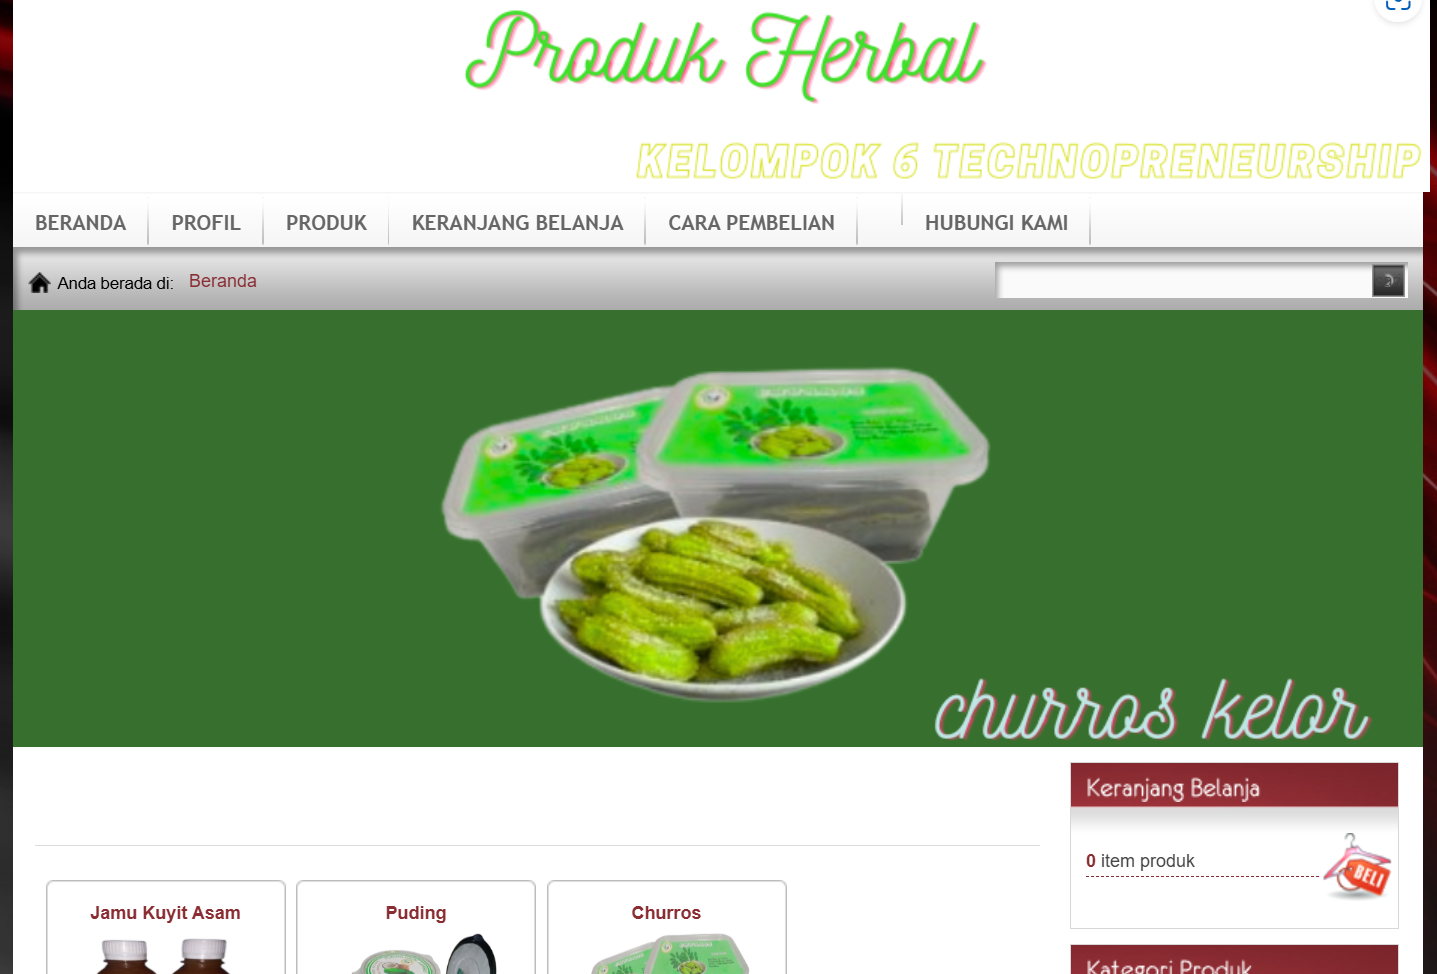 Produk Herbal
KELOMPOK 6 TECHNOPRENEURSHIP
BERANDA
PROFIL
PRODUK
KERANJANG BELANJA
CARA PEMBELIAN
HUBUNGI KAMI
Anda berada di: Beranda
churros kelor
Keranjang Belanja
0 item produk
BELI
Jamu Kuyit Asam
Puding
Churros
Kategori Produk